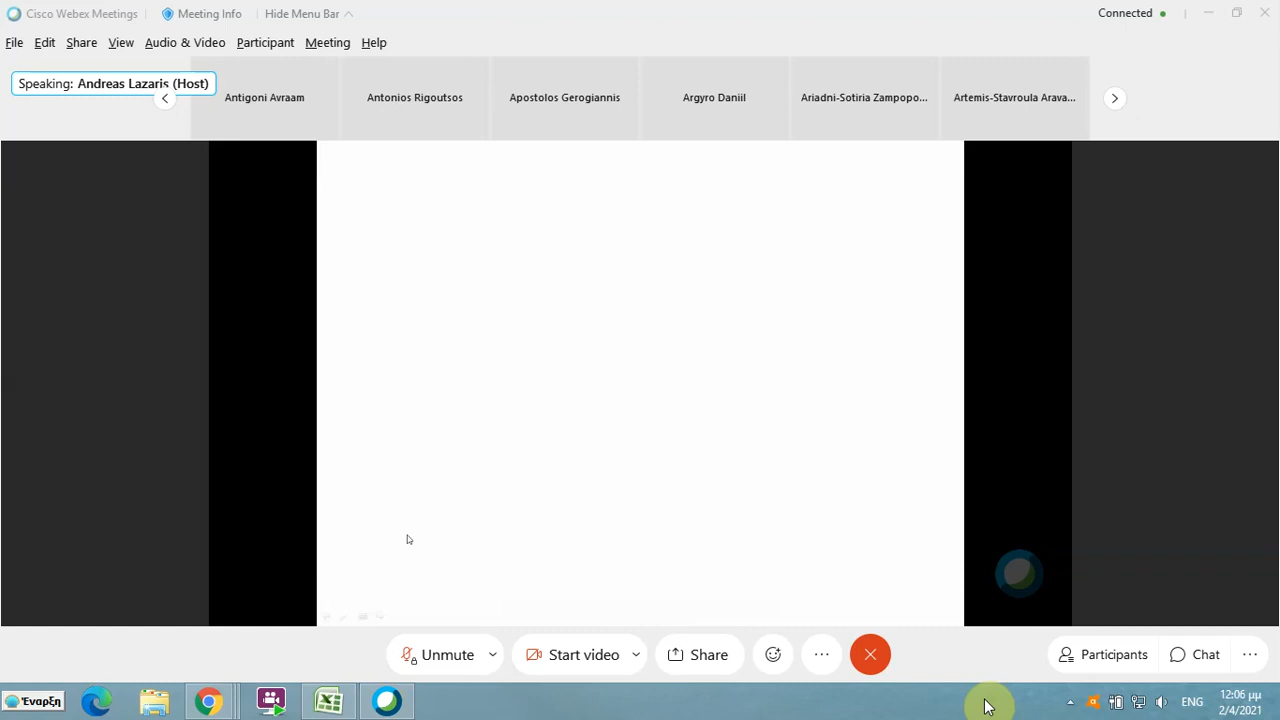 Cisco Webex Meetings
Meeting Info
Hide Menu Bar
Connected
File Edit Share View Audio & Video Participant Meeting Help
Speaking: Andreas Lazaris (Host)
Antigoni Avraam
Antonios Rigoutsos
Apostolos Gerogiannis
Argyro Daniil
Ariadni-Sotiria Zampopo...
Artemis-Stavroula Arava...
Unmute
Start video
Share
Participants
Chat
Έναρξη
ENG
12:06 μμ
2/4/2021